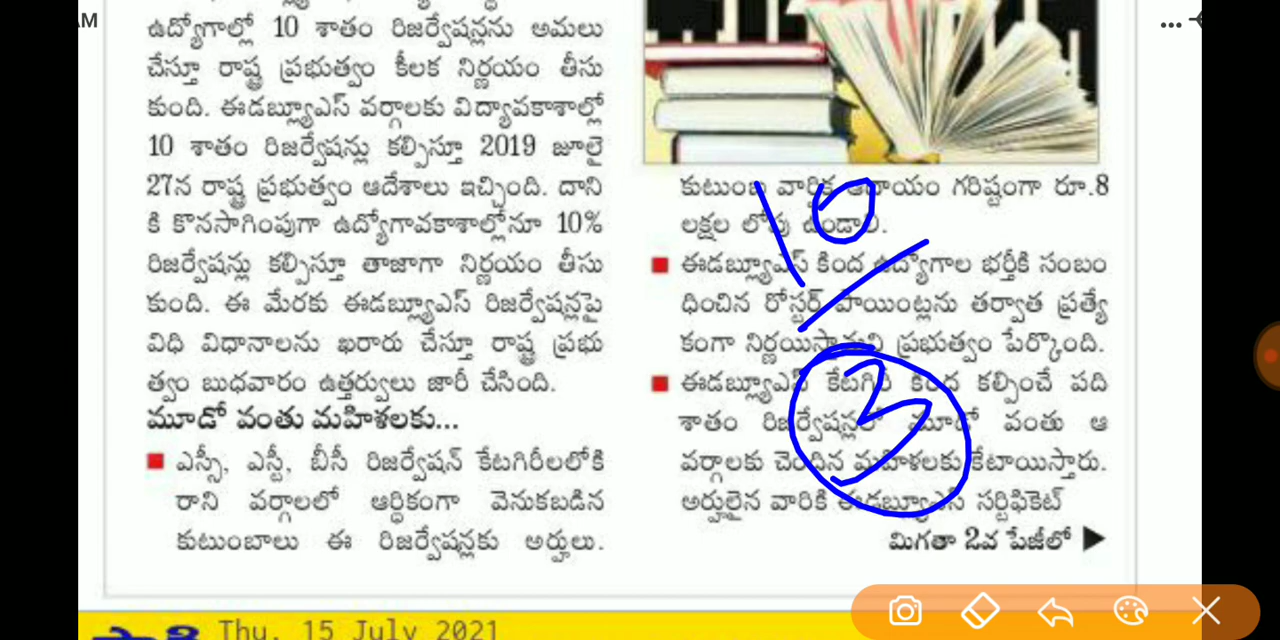 AM
ఉద్యోగాల్లో 10 శాతం రిజర్వేషన్లను అమలు
చేస్తూ రాష్ట్ర ప్రభుత్వం కీలక నిర్ణయం తీసు
కుంది. ఈడబ్ల్యూఎస్ వర్గాలకు విద్యావకాశాల్లో
10 శాతం రిజర్వేషన్లు కల్పిస్తూ 2019 జూలై
27న రాష్ట్ర ప్రభుత్వం ఆదేశాలు ఇచ్చింది. దాని
కి కొనసాగింపుగా ఉద్యోగావకాశాల్లోనూ 10%
రిజర్వేషన్లు కల్పిస్తూ తాజాగా నిర్ణయం తీసు
కుంది. ఈ మేరకు ఈడబ్ల్యూఎస్ రిజర్వేషన్లపై
విధి విధానాలను ఖరారు చేస్తూ రాష్ట్ర ప్రభు
త్వం బుధవారం ఉత్తర్వులు జారీ చేసింది.
మూడో వంతు మహిళలకు...
ఎస్సీ, ఎస్టీ, బీసీ రిజర్వేషన్ కేటగిరీలలోకి
రాని వర్గాలలో ఆర్థికంగా వెనుకబడిన
కుటుంబాలు ఈ రిజర్వేషన్లకు అర్హులు.
కుటుంబ వార్షిక ఆదాయం గరిష్టంగా రూ.8
లక్షల లోపు ఉండాలి.
ఈడబ్ల్యూఎస్ కింద ఉద్యోగాల భర్తీకి సంబం
ధించిన రోస్టర్ పాయింట్లను తర్వాత ప్రత్యే
కంగా నిర్ణయిస్తామని ప్రభుత్వం పేర్కొంది.
ఈడబ్ల్యూఎస్ కేటగిరీ కింద కల్పించే పది
శాతం రిజర్వేషన్లలో మూడో వంతు ఆ
వర్గాలకు చెందిన మహిళలకు కేటాయిస్తారు.
అర్హులైన వారికి ఈడబ్ల్యూఎస్ సర్టిఫికెట్
మిగతా 2వ పేజీలో
10
3
Thu, 15 July 2021